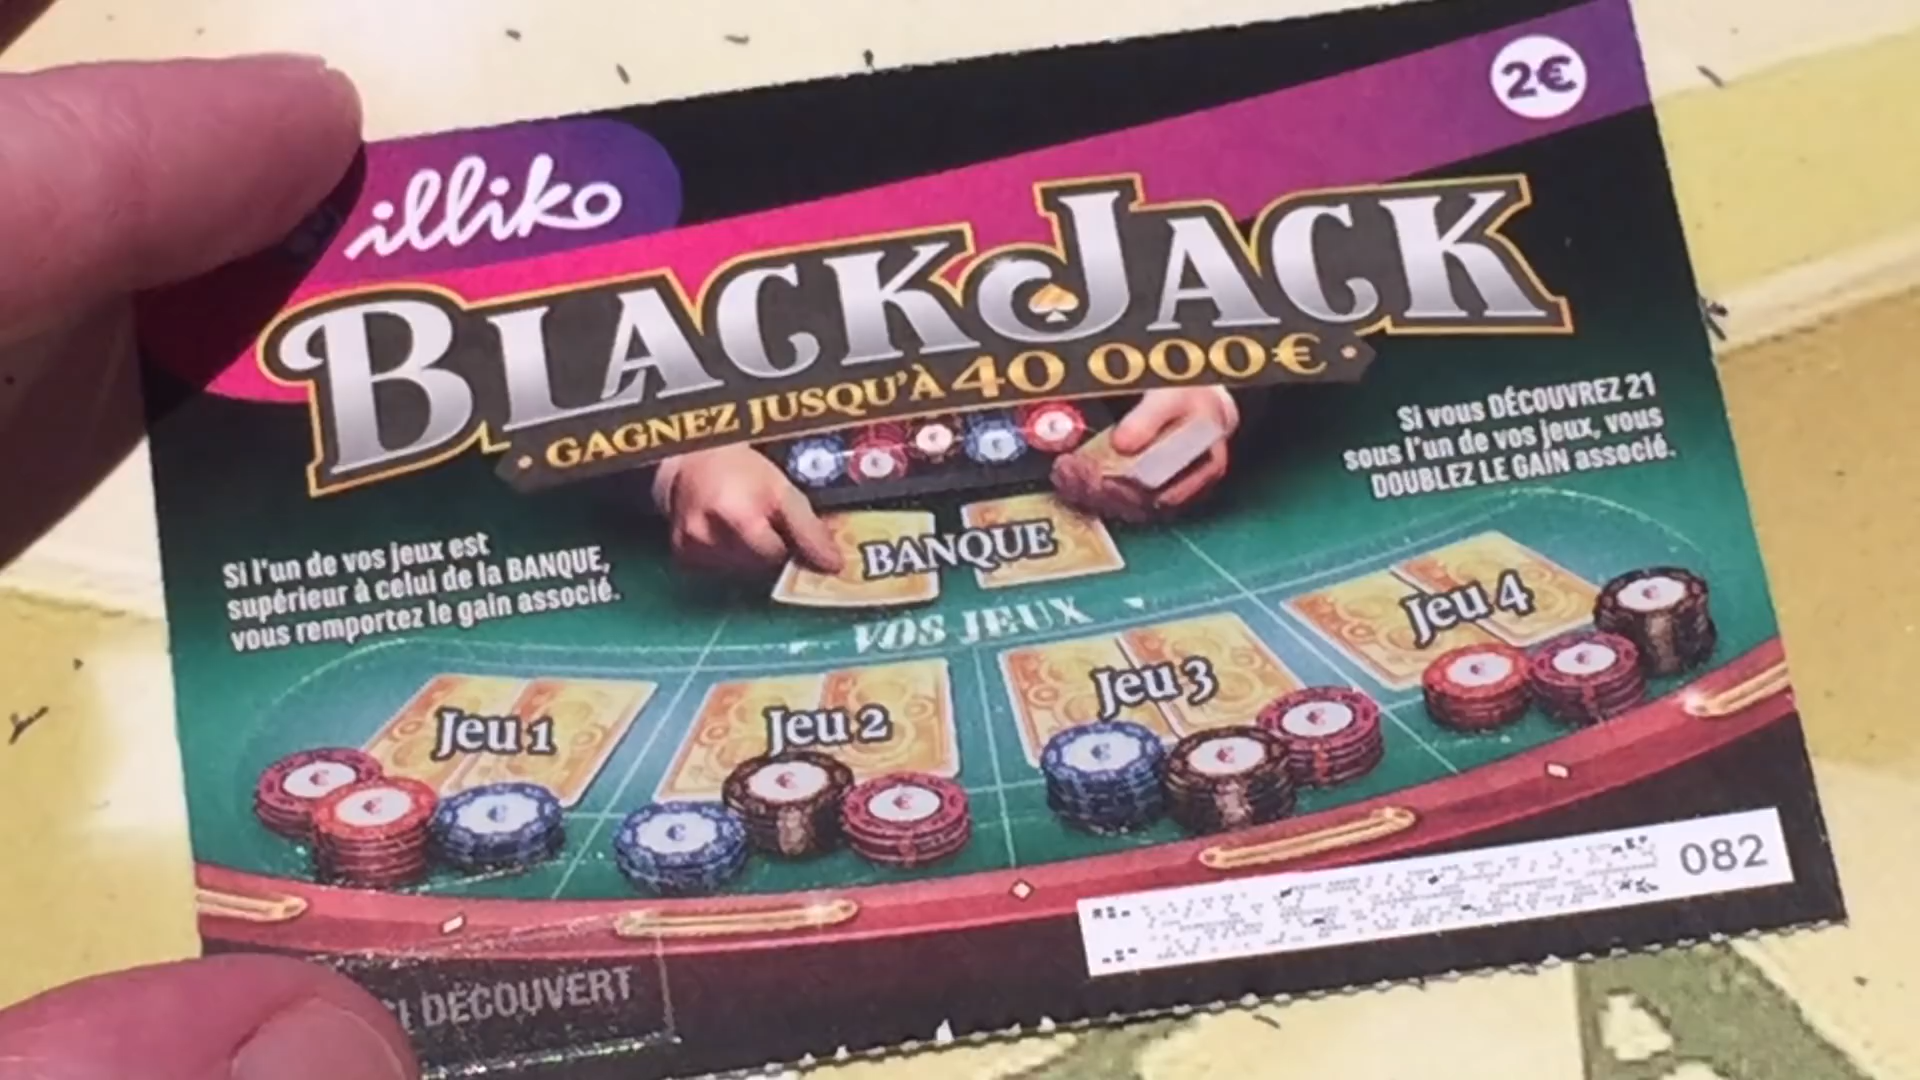 2€
illiko
BLACKJACK
• GAGNEZ JUSQU'À 40 000€ •
Si vous DÉCOUVREZ 21
sous l'un de vos jeux, vous
DOUBLEZ LE GAIN associé.
Si l'un de vos jeux est
supérieur à celui de la BANQUE,
vous remportez le gain associé.
BANQUE
VOS JEUX
Jeu 1
Jeu 2
Jeu 3
Jeu 4
082
DÉCOUVERT